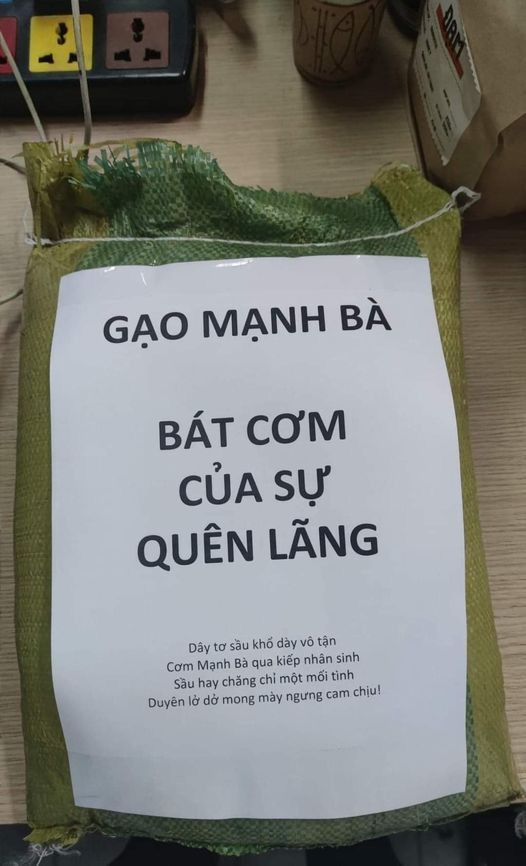 GẠO MẠNH BÀ
BÁT CƠM
CỦA SỰ
QUÊN LÃNG
Dây tơ sầu khổ dày vô tận
Cơm Mạnh Bà qua kiếp nhân sinh
Sầu hay chăng chỉ một mối tình
Duyên lở dở mong mày ngưng cam chịu!